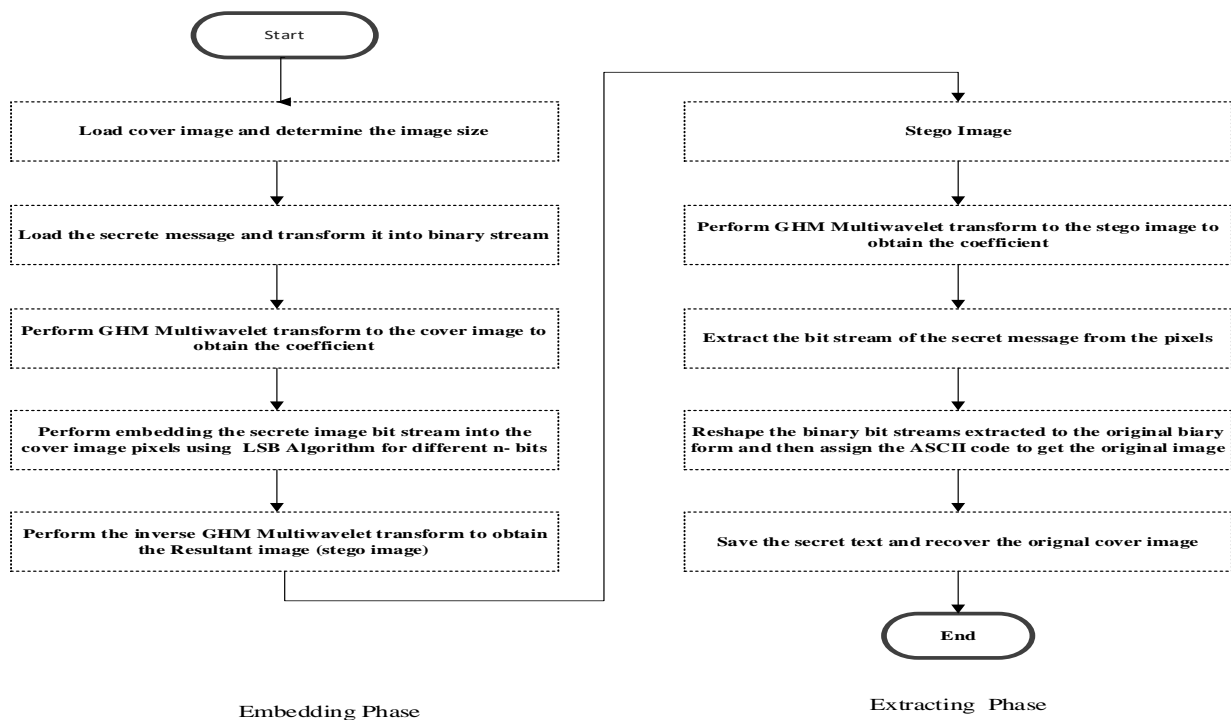 Start
Load cover image and determine the image size
Load the secrete message and transform it into binary stream
Perform GHM Multiwavelet transform to the cover image to
obtain the coefficient
Perform embedding the secrete image bit stream into the
cover image pixels using LSB Algorithm for different n- bits
Perform the inverse GHM Multiwavelet transform to obtain
the Resultant image (stego image)
Embedding Phase
Stego Image
Perform GHM Multiwavelet transform to the stego image to
obtain the coefficient
Extract the bit stream of the secret message from the pixels
Reshape the binary bit streams extracted to the original biary
form and then assign the ASCII code to get the original image
Save the secret text and recover the orignal cover image
End
Extracting Phase